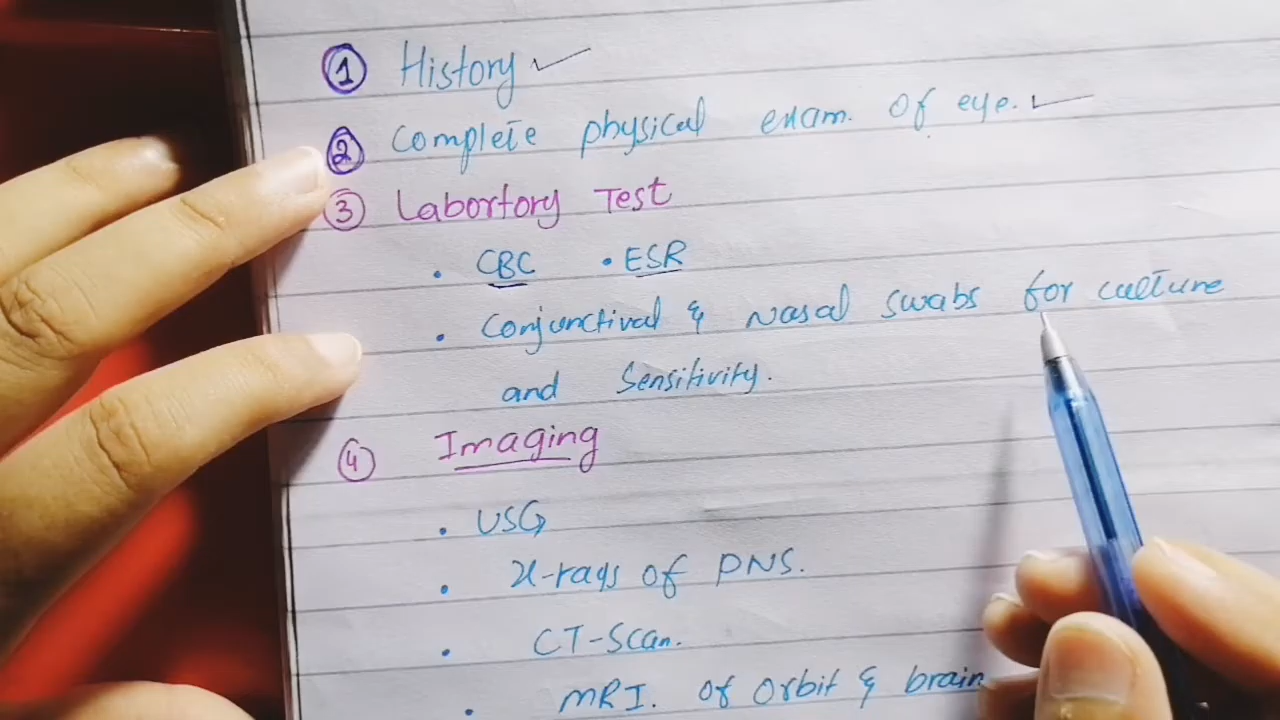 ① History ✓
② Complete physical exam. of eye. ✓
③ Labortory Test
• CBC • ESR
• Conjunctival & Nasal swabs for culture
and Sensitivity.
④ Imaging
• USG
• X-rays of PNS.
• CT-Scan.
• MRI. of Orbit & brain